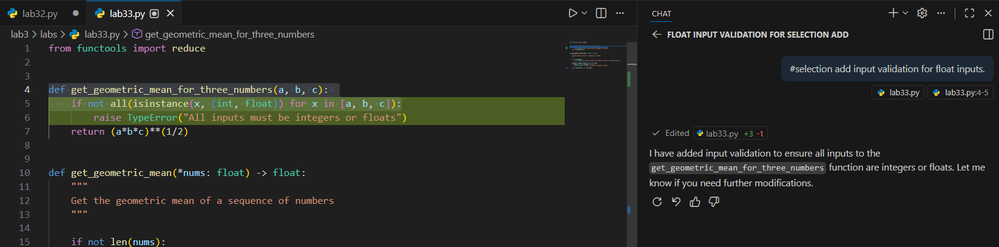 lab32.py
lab33.py
lab3 > labs > lab33.py > get_geometric_mean_for_three_numbers
1 from functools import reduce
2
3
4 def get_geometric_mean_for_three_numbers(a, b, c):
5 if not all(isinstance(x, (int, float)) for x in [a, b, c]):
6 raise TypeError("All inputs must be integers or floats")
7 return (a*b*c)**(1/2)
8
9
10 def get_geometric_mean(*nums: float) -> float:
11 """
12 Get the geometric mean of a sequence of numbers
13 """
14
15 if not len(nums):
CHAT
FLOAT INPUT VALIDATION FOR SELECTION ADD
#selection add input validation for float inputs.
lab33.py lab33.py:4-5
Edited lab33.py +3 -1
I have added input validation to ensure all inputs to the
get_geometric_mean_for_three_numbers function are integers or floats. Let me
know if you need further modifications.